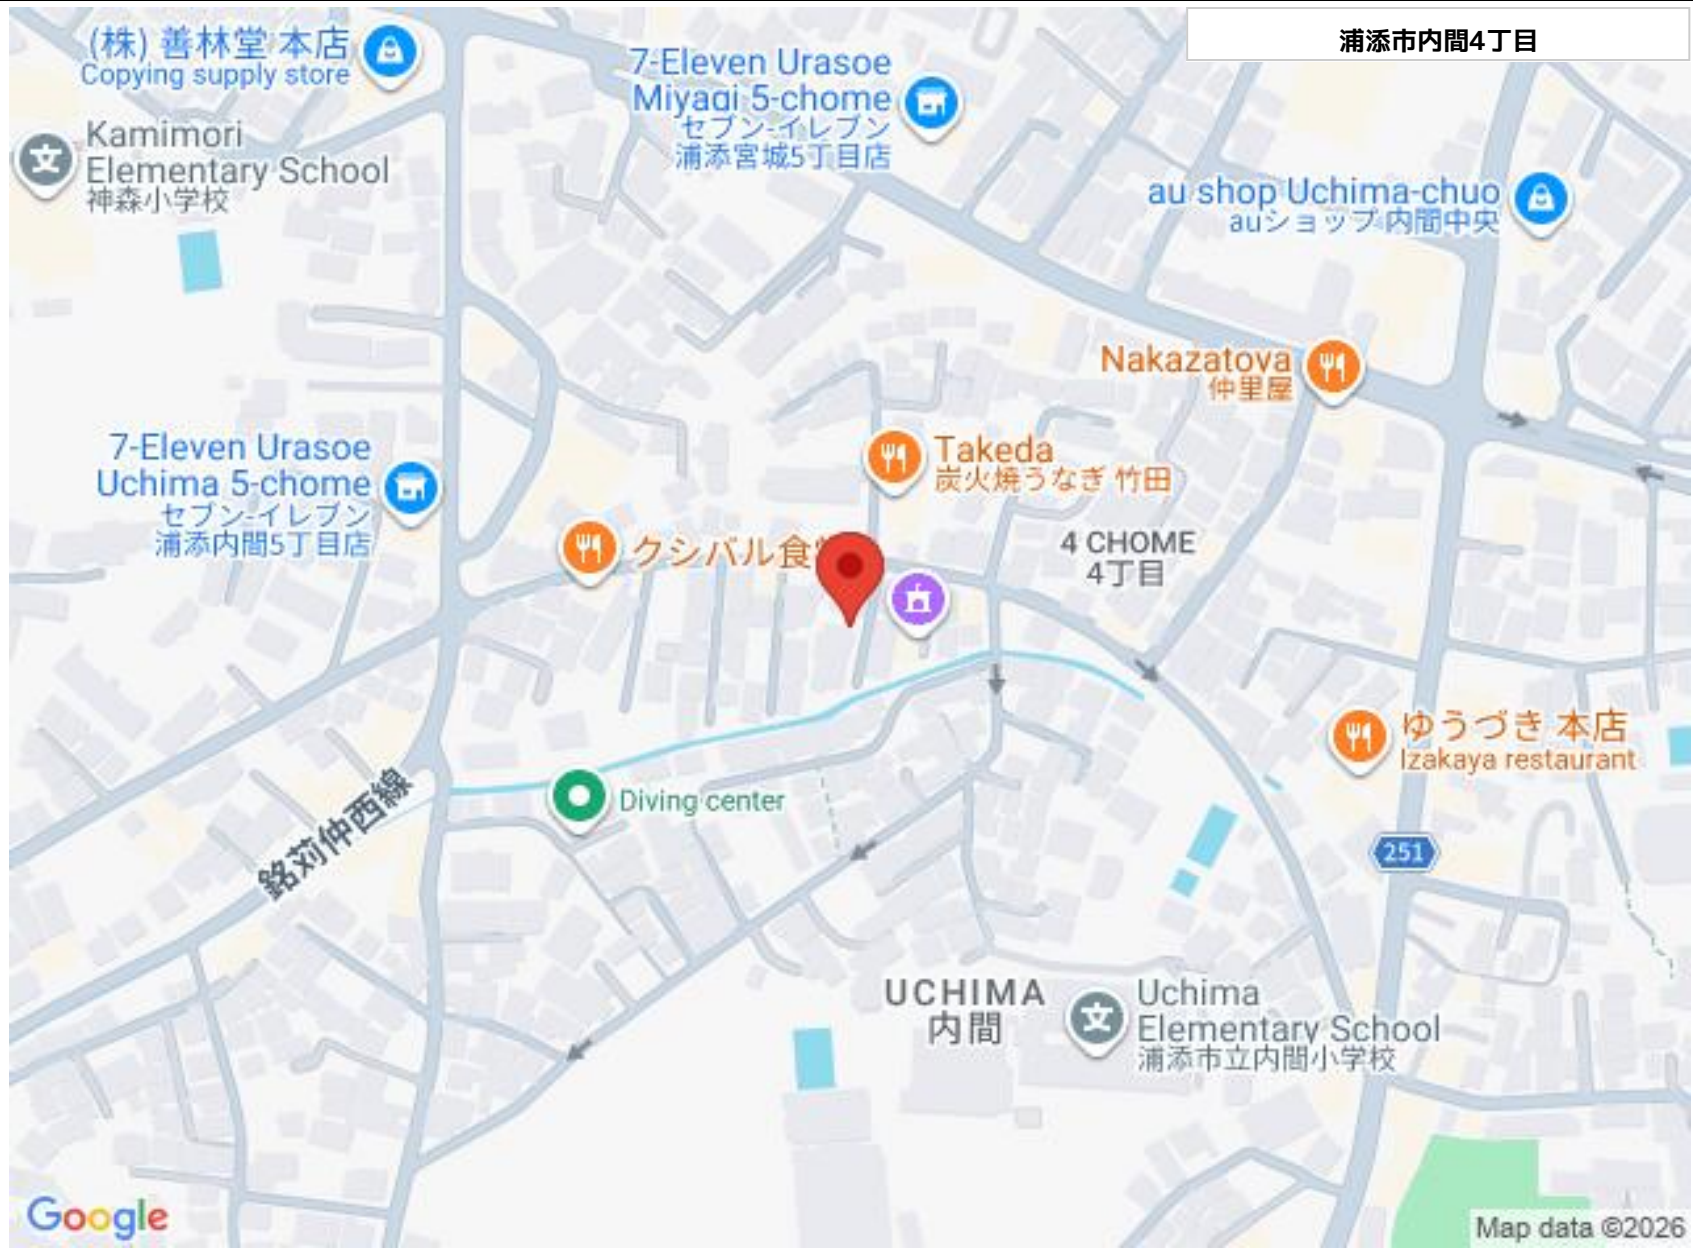 浦添市内間4丁目
(株) 善林堂 本店
Copying supply store
7-Eleven Urasoe
Miyagi 5-chome
セブン-イレブン
浦添宮城5丁目店
Kamimori
Elementary School
神森小学校
au shop Uchima-chuo
auショップ 内間中央
Nakazatoya
仲里屋
7-Eleven Urasoe
Uchima 5-chome
セブン-イレブン
浦添内間5丁目店
Takeda
炭火焼うなぎ 竹田
クシバル食
4 CHOME
4丁目
ゆうづき 本店
Izakaya restaurant
Diving center
銘苅仲西線
251
UCHIMA
内間
Uchima
Elementary School
浦添市立内間小学校
Google
Map data ©2026